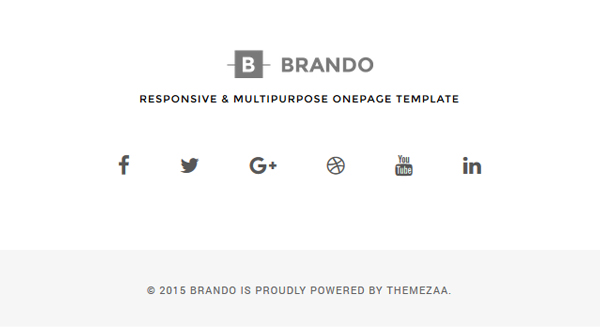 B BRANDO
RESPONSIVE & MULTIPURPOSE ONEPAGE TEMPLATE
f G+ You Tube in
© 2015 BRANDO IS PROUDLY POWERED BY THEMEZAA.